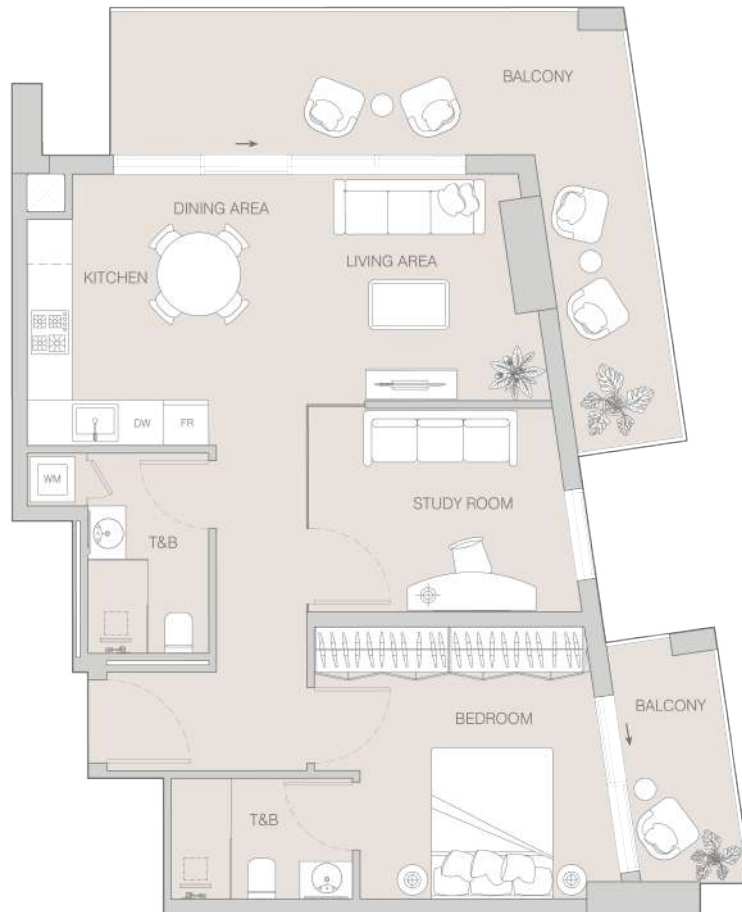 BALCONY
DINING AREA
LIVING AREA
KITCHEN
DW
FR
WM
STUDY ROOM
T&B
BEDROOM
BALCONY
T&B